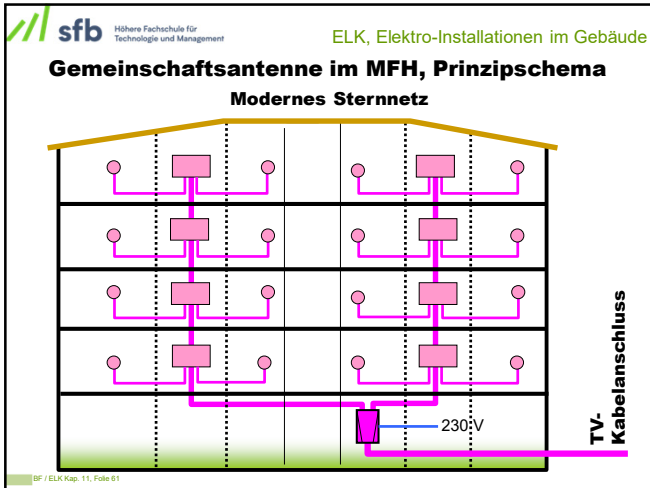 sfb
Höhere Fachschule für
Technologie und Management
ELK, Elektro-Installationen im Gebäude
Gemeinschaftsantenne im MFH, Prinzipschema
Modernes Sternnetz
230 V
TV-
Kabelanschluss
BF / ELK Kap. 11, Folie 61